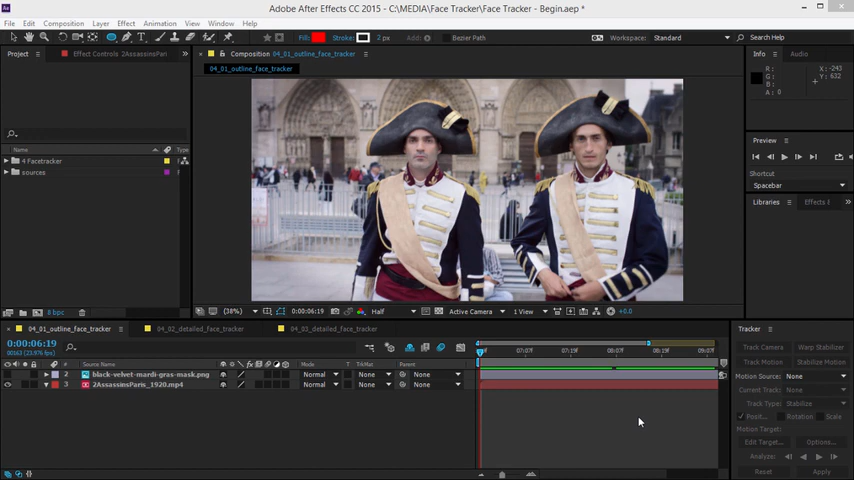 Adobe After Effects CC 2015 - C:\MEDIA\Face Tracker\Face Tracker - Begin.aep *
File Edit Composition Layer Effect Animation View Window Help
Fill: Stroke: 2 px Add: Bezier Path Workspace: Standard Search Help
Project Effect Controls 2AssassinsPari Composition 04_01_outline_face_tracker Info Audio
04_01_outline_face_tracker
R: X: -243
G: Y: 632
B:
A: 0
Name Type
4 Facetracker
sources
Preview
Shortcut
Spacebar
Libraries Effects
8 bpc (38%) 0:00:06:19 Half Active Camera 1 View +0.0
04_01_outline_face_tracker 04_02_detailed_face_tracker 04_03_detailed_face_tracker Tracker
0:00:06:19
00163 (23.976 fps)
07:07f 07:19f 08:07f 08:19f 09:07f
Track Camera Warp Stabilizer
Track Motion Stabilize Motion
# Source Name Mode T TrkMat Parent
2 black-velvet-mardi-gras-mask.png Normal None None
3 2AssassinsPari​s_1920.mp4 Normal None None
Motion Source: None
Current Track: None
Track Type: Stabilize
Posit... Rotation Scale
Motion Target:
Edit Target... Options...
Analyze:
Reset Apply